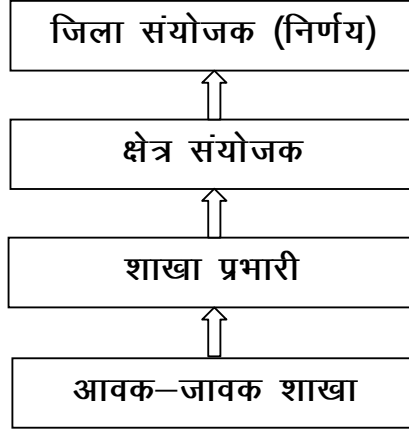 जिला संयोजक (निर्णय)
क्षेत्र संयोजक
शाखा प्रभारी
आवक–जावक शाखा